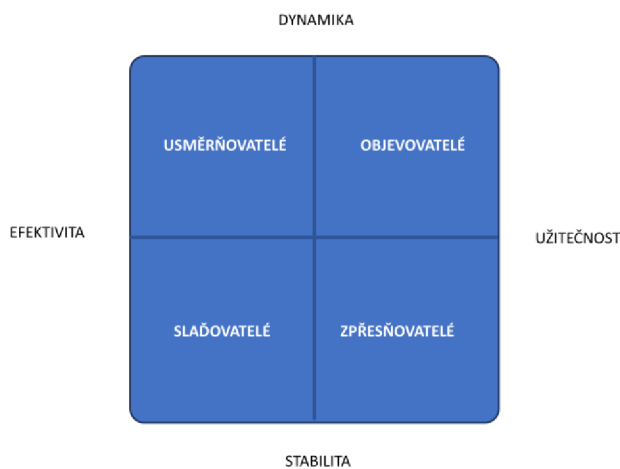 DYNAMIKA
USMĚRŇOVATELÉ
OBJEVOVATELÉ
EFEKTIVITA
UŽITEČNOST
SLAĎOVATELÉ
ZPŘESŇOVATELÉ
STABILITA